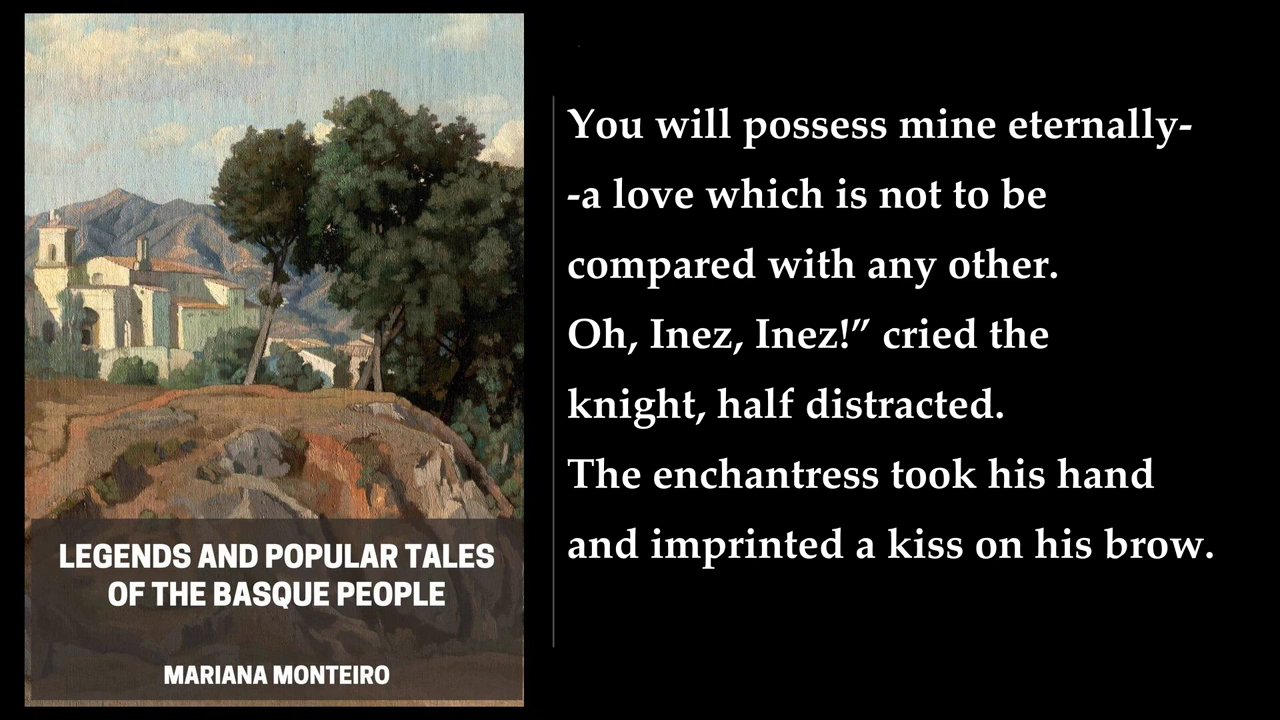 LEGENDS AND POPULAR TALES
OF THE BASQUE PEOPLE
MARIANA MONTEIRO
You will possess mine eternally-
-a love which is not to be
compared with any other.
Oh, Inez, Inez!” cried the
knight, half distracted.
The enchantress took his hand
and imprinted a kiss on his brow.